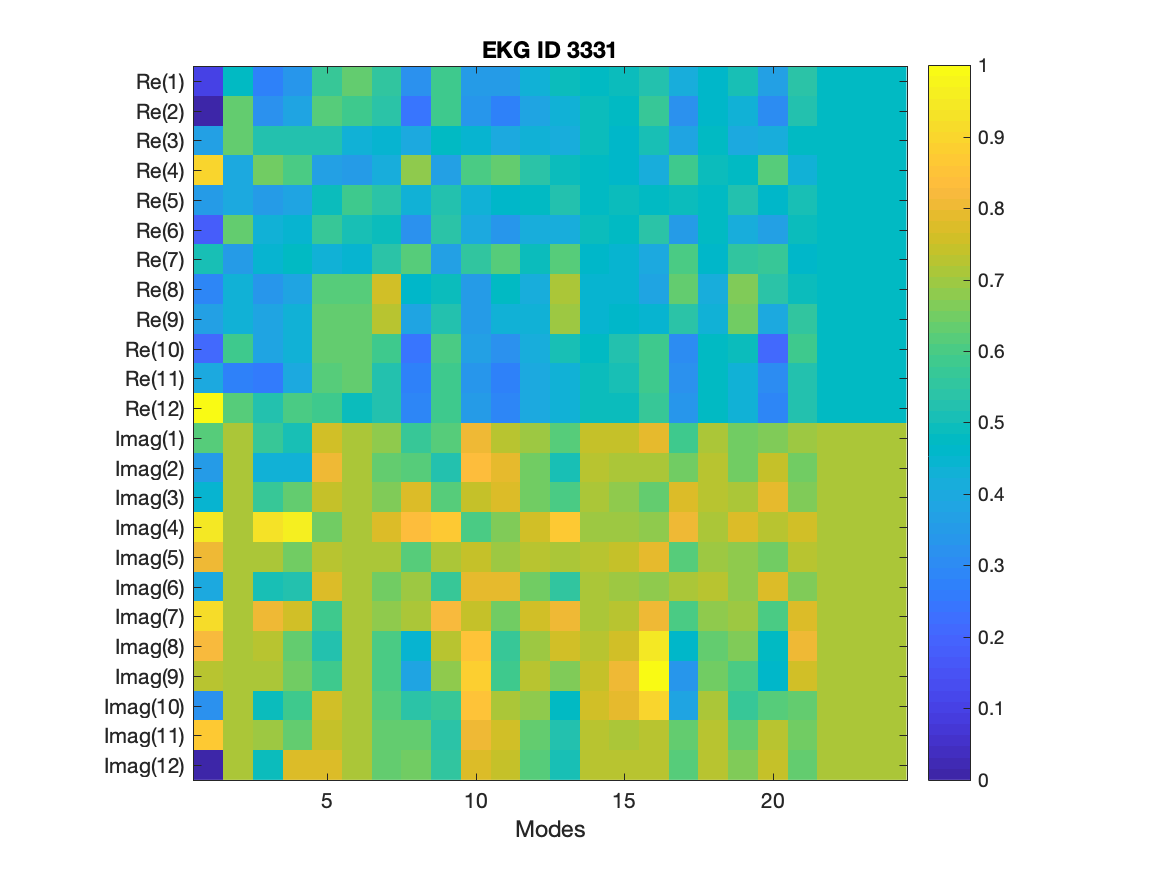 EKG ID 3331
Re(1)
Re(2)
Re(3)
Re(4)
Re(5)
Re(6)
Re(7)
Re(8)
Re(9)
Re(10)
Re(11)
Re(12)
Imag(1)
Imag(2)
Imag(3)
Imag(4)
Imag(5)
Imag(6)
Imag(7)
Imag(8)
Imag(9)
Imag(10)
Imag(11)
Imag(12)
5 10 15 20
Modes
1
0.9
0.8
0.7
0.6
0.5
0.4
0.3
0.2
0.1
0